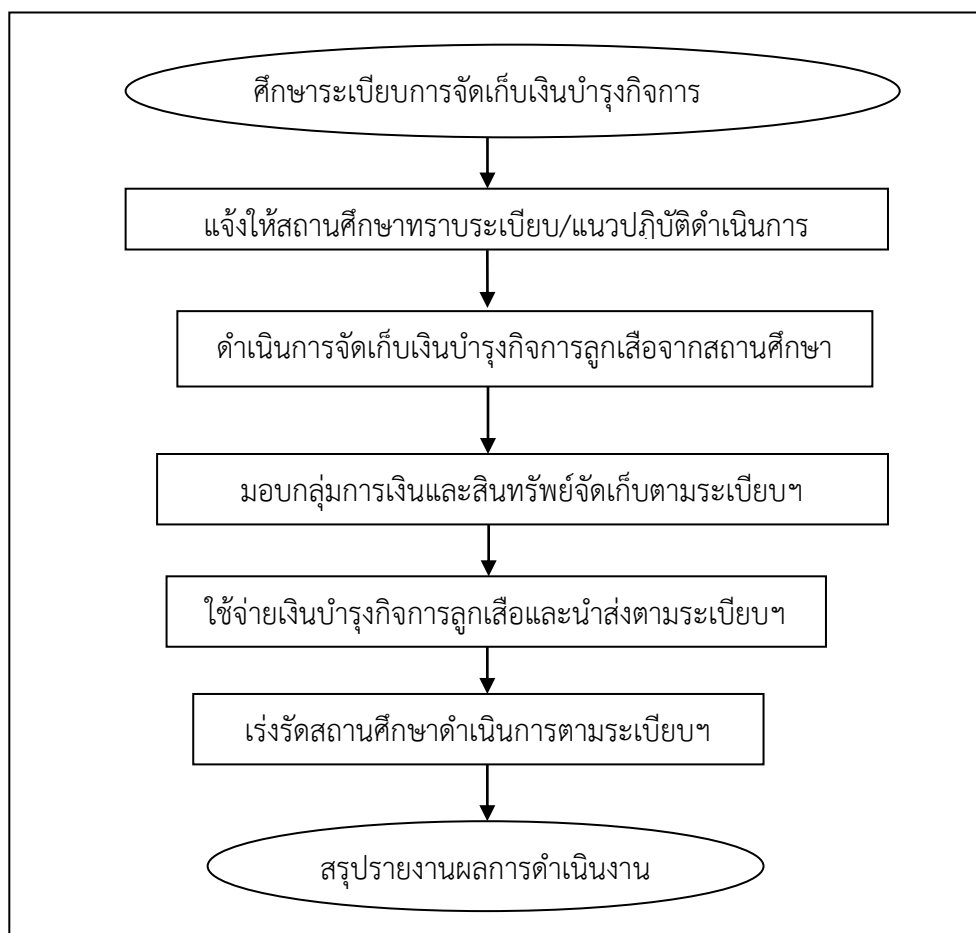 ศึกษาระเบียบการจัดเก็บเงินบำรุงกิจการ
แจ้งให้สถานศึกษาทราบระเบียบ/แนวปฏิบัติดำเนินการ
ดำเนินการจัดเก็บเงินบำรุงกิจการลูกเสือจากสถานศึกษา
มอบกลุ่มการเงินและสินทรัพย์จัดเก็บตามระเบียบฯ
ใช้จ่ายเงินบำรุงกิจการลูกเสือและนำส่งตามระเบียบฯ
เร่งรัดสถานศึกษาดำเนินการตามระเบียบฯ
สรุปรายงานผลการดำเนินงาน